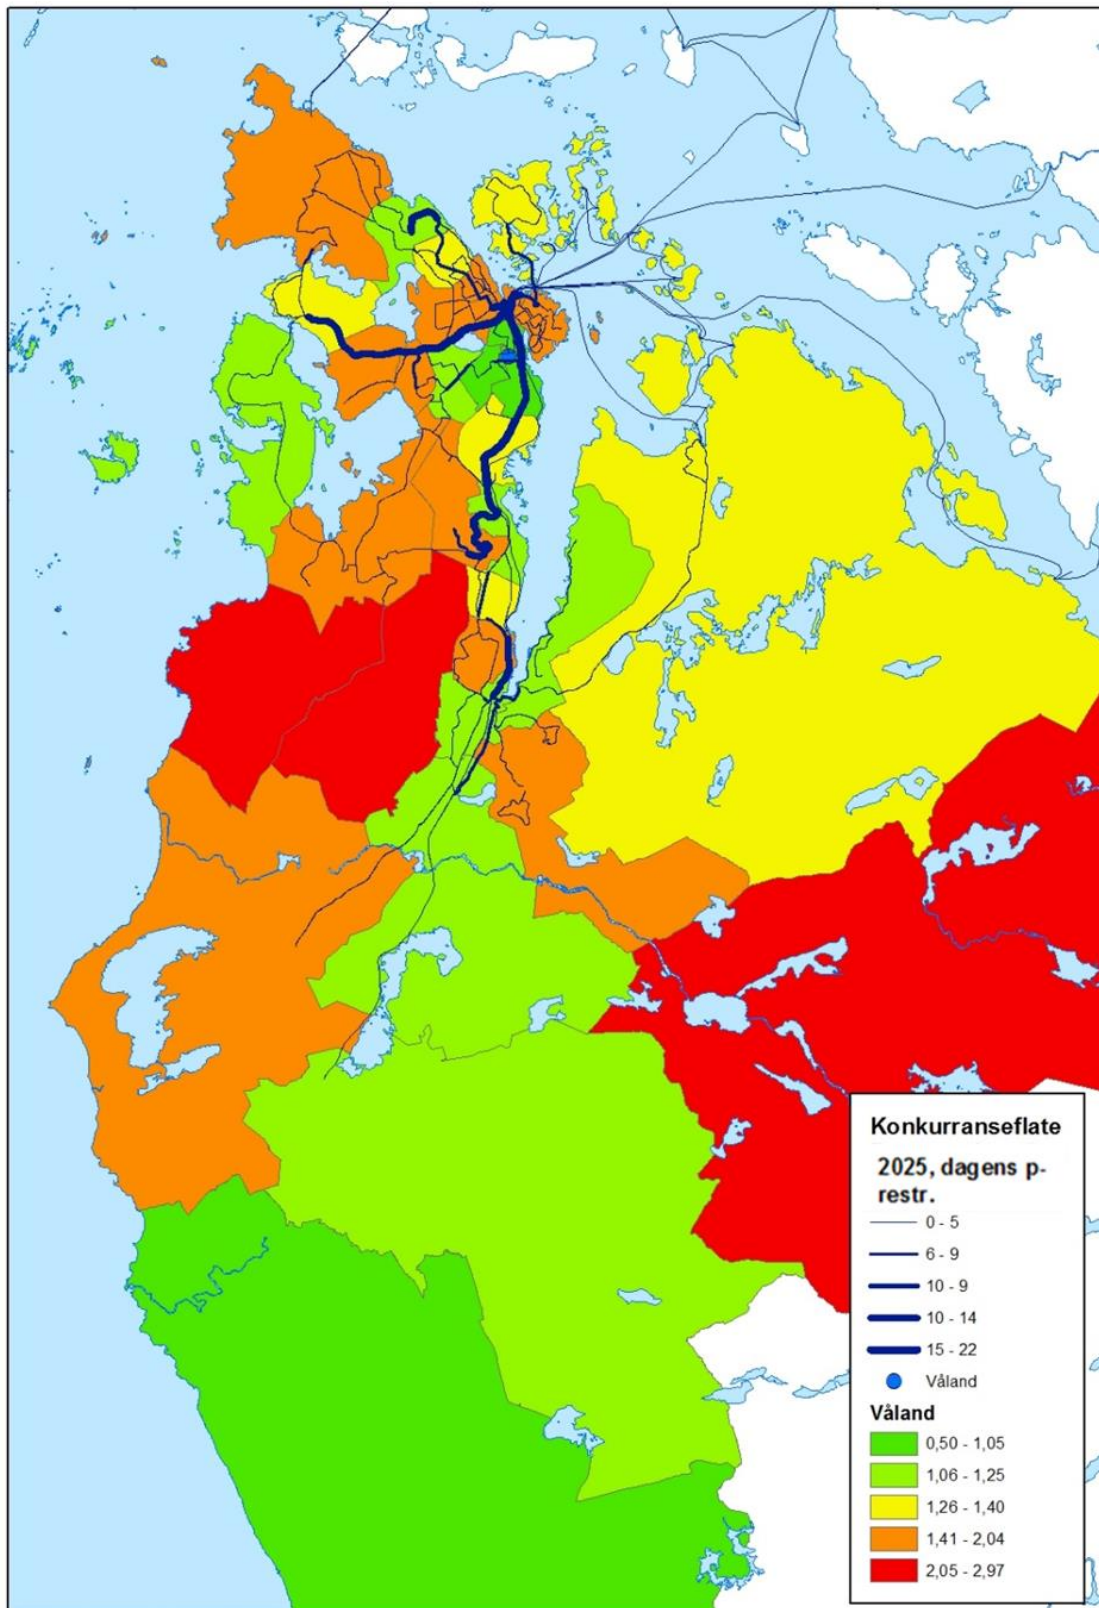 Konkurranseflate
2025, dagens p-
restr.
0 - 5
6 - 9
10 - 9
10 - 14
15 - 22
Våland
Våland
0,50 - 1,05
1,06 - 1,25
1,26 - 1,40
1,41 - 2,04
2,05 - 2,97